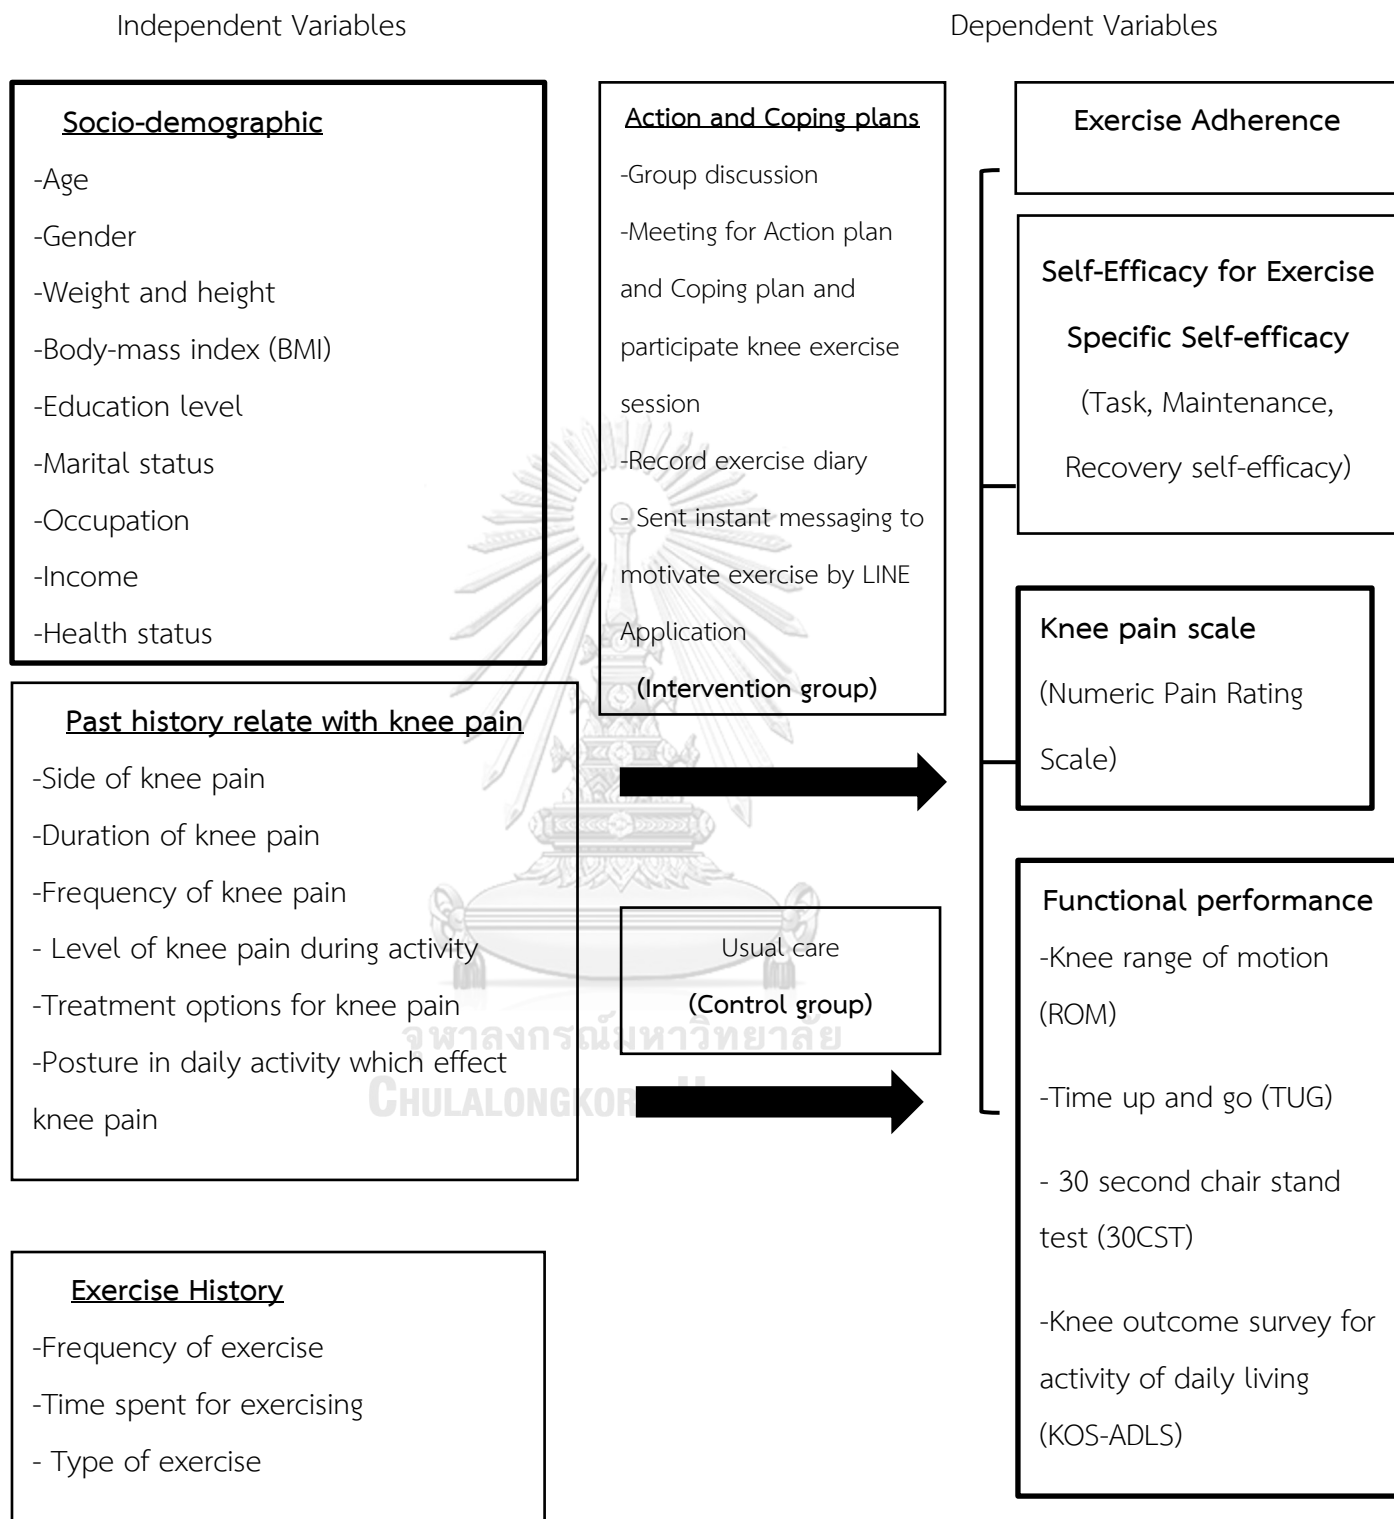 Independent Variables
Dependent Variables
Socio-demographic
-Age
-Gender
-Weight and height
-Body-mass index (BMI)
-Education level
-Marital status
-Occupation
-Income
-Health status
Past history relate with knee pain
-Side of knee pain
-Duration of knee pain
-Frequency of knee pain
- Level of knee pain during activity
-Treatment options for knee pain
-Posture in daily activity which effect
knee pain
Exercise History
-Frequency of exercise
-Time spent for exercising
- Type of exercise
Action and Coping plans
-Group discussion
-Meeting for Action plan
and Coping plan and
participate knee exercise
session
-Record exercise diary
- Sent instant messaging to
motivate exercise by LINE
Application
(Intervention group)
Usual care
(Control group)
จุฬาลงกรณ์มหาวิทยาลัย
Exercise Adherence
Self-Efficacy for Exercise
Specific Self-efficacy
(Task, Maintenance,
Recovery self-efficacy)
Knee pain scale
(Numeric Pain Rating
Scale)
Functional performance
-Knee range of motion
(ROM)
-Time up and go (TUG)
- 30 second chair stand
test (30CST)
-Knee outcome survey for
activity of daily living
(KOS-ADLS)